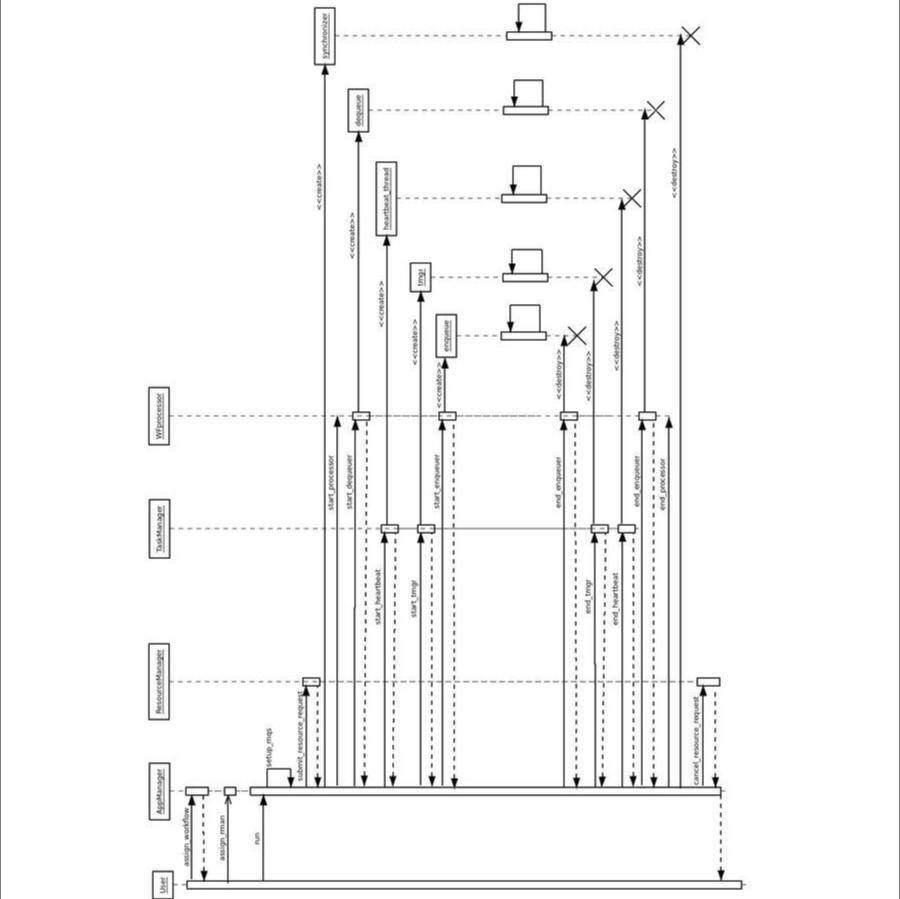 User
AppManager
ResourceManager
TaskManager
WFprocessor
assign_workflow
assign_rman
run
setup_mqs
submit_resource_request
<<create>>
synchronizer
start_processor
start_dequeuer
<<create>>
dequeue
start_heartbeat
<<create>>
heartbeat_thread
start_tmgr
<<create>>
tmgr
start_enqueuer
<<create>>
enqueue
end_enqueuer
<<destroy>>
end_tmgr
<<destroy>>
end_heartbeat
<<destroy>>
end_enqueuer
<<destroy>>
end_processor
<<destroy>>
cancel_resource_request